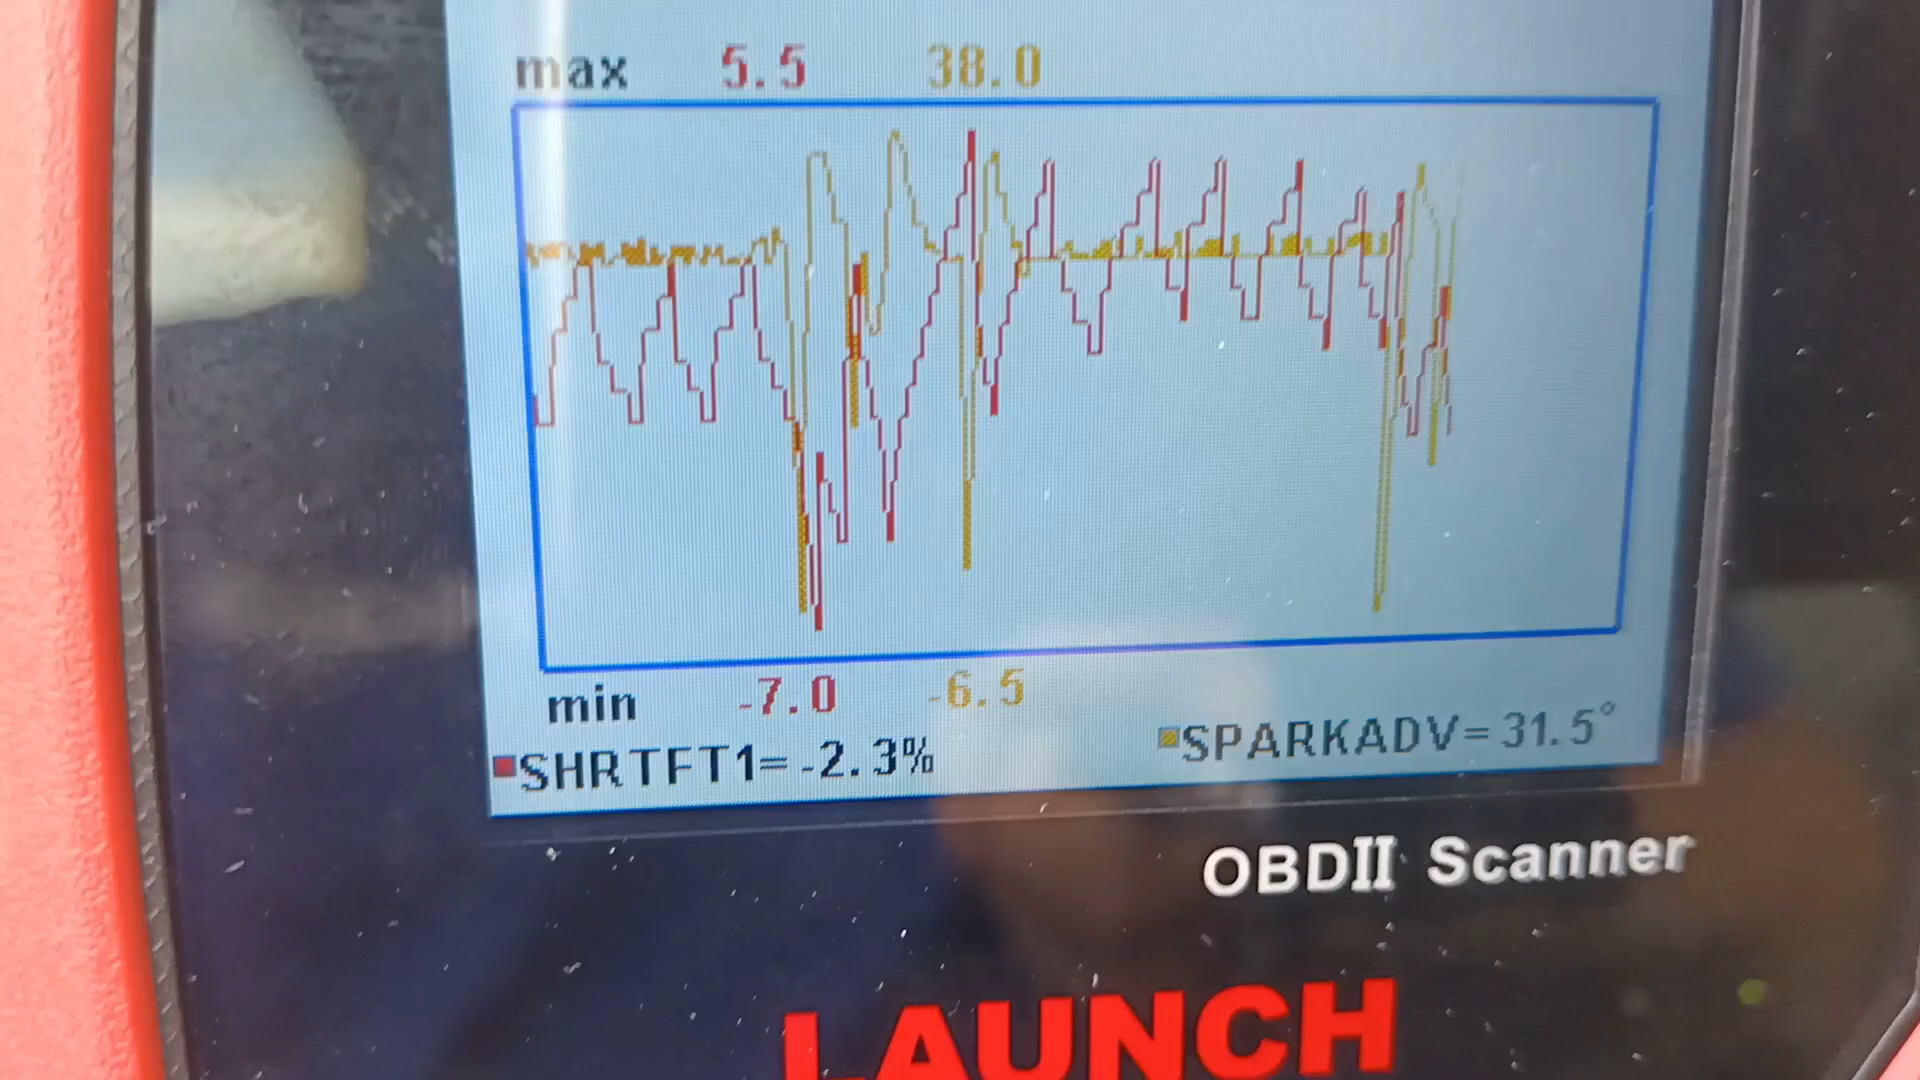 max 5.5 38.0
min -7.0 -6.5
SHRTFT1= -2.3% SPARKADV= 31.5°
OBDII Scanner
LAUNCH